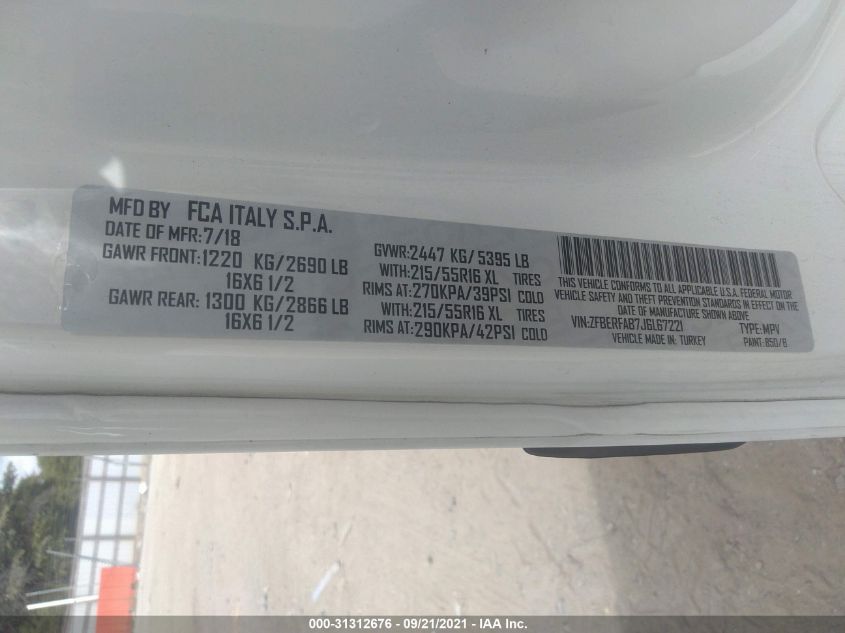 MFD BY FCA ITALY S.P.A.
DATE OF MFR:7/18
GAWR FRONT:1220 KG/2690 LB
16X6 1/2
GAWR REAR: 1300 KG/2866 LB
16X6 1/2
GVWR:2447 KG/5395 LB
WITH:215/55R16 XL TIRES
RIMS AT:270KPA/39PSI COLD
WITH:215/55R16 XL TIRES
RIMS AT:290KPA/42PSI COLD
THIS VEHICLE CONFORMS TO ALL APPLICABLE U.S.A. FEDERAL MOTOR
VEHICLE SAFETY AND THEFT PREVENTION STANDARDS IN EFFECT ON THE
DATE OF MANUFACTURE SHOWN ABOVE
VIN:ZFBERFAB7J6L67221 TYPE:MPV
VEHICLE MADE IN: TURKEY PAINT: 850/B
000-31312676 - 09/21/2021 - IAA Inc.